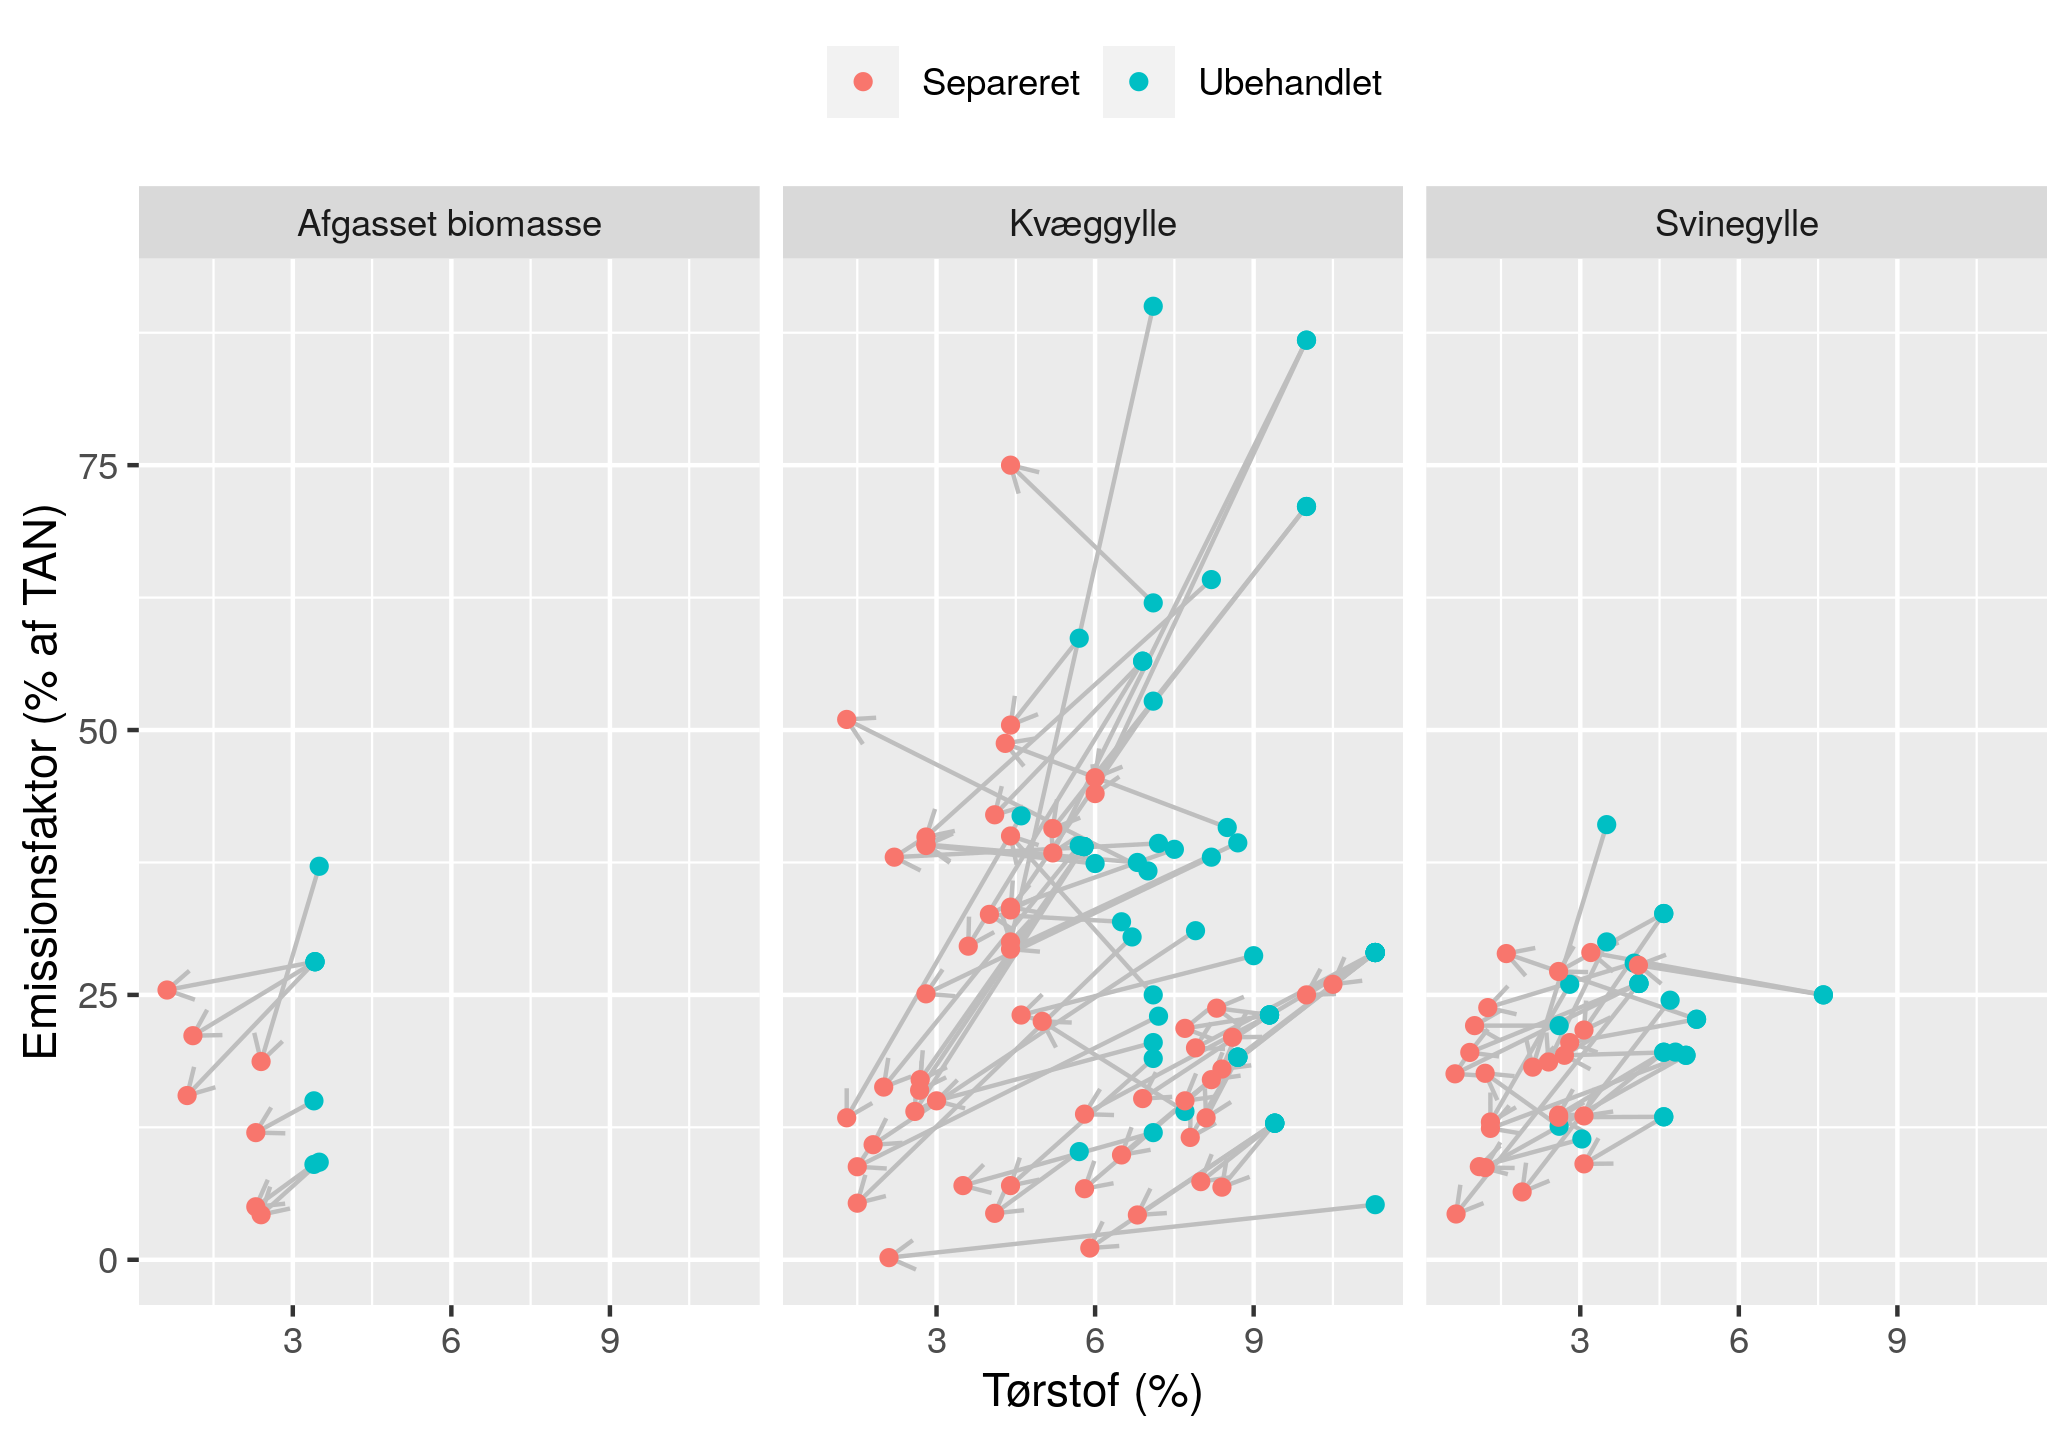 Separeret
Ubehandlet
Afgasset biomasse
Kvæggylle
Svinegylle
Emissionsfaktor (% af TAN)
75
50
25
0
3
6
9
3
6
9
3
6
9
Tørstof (%)